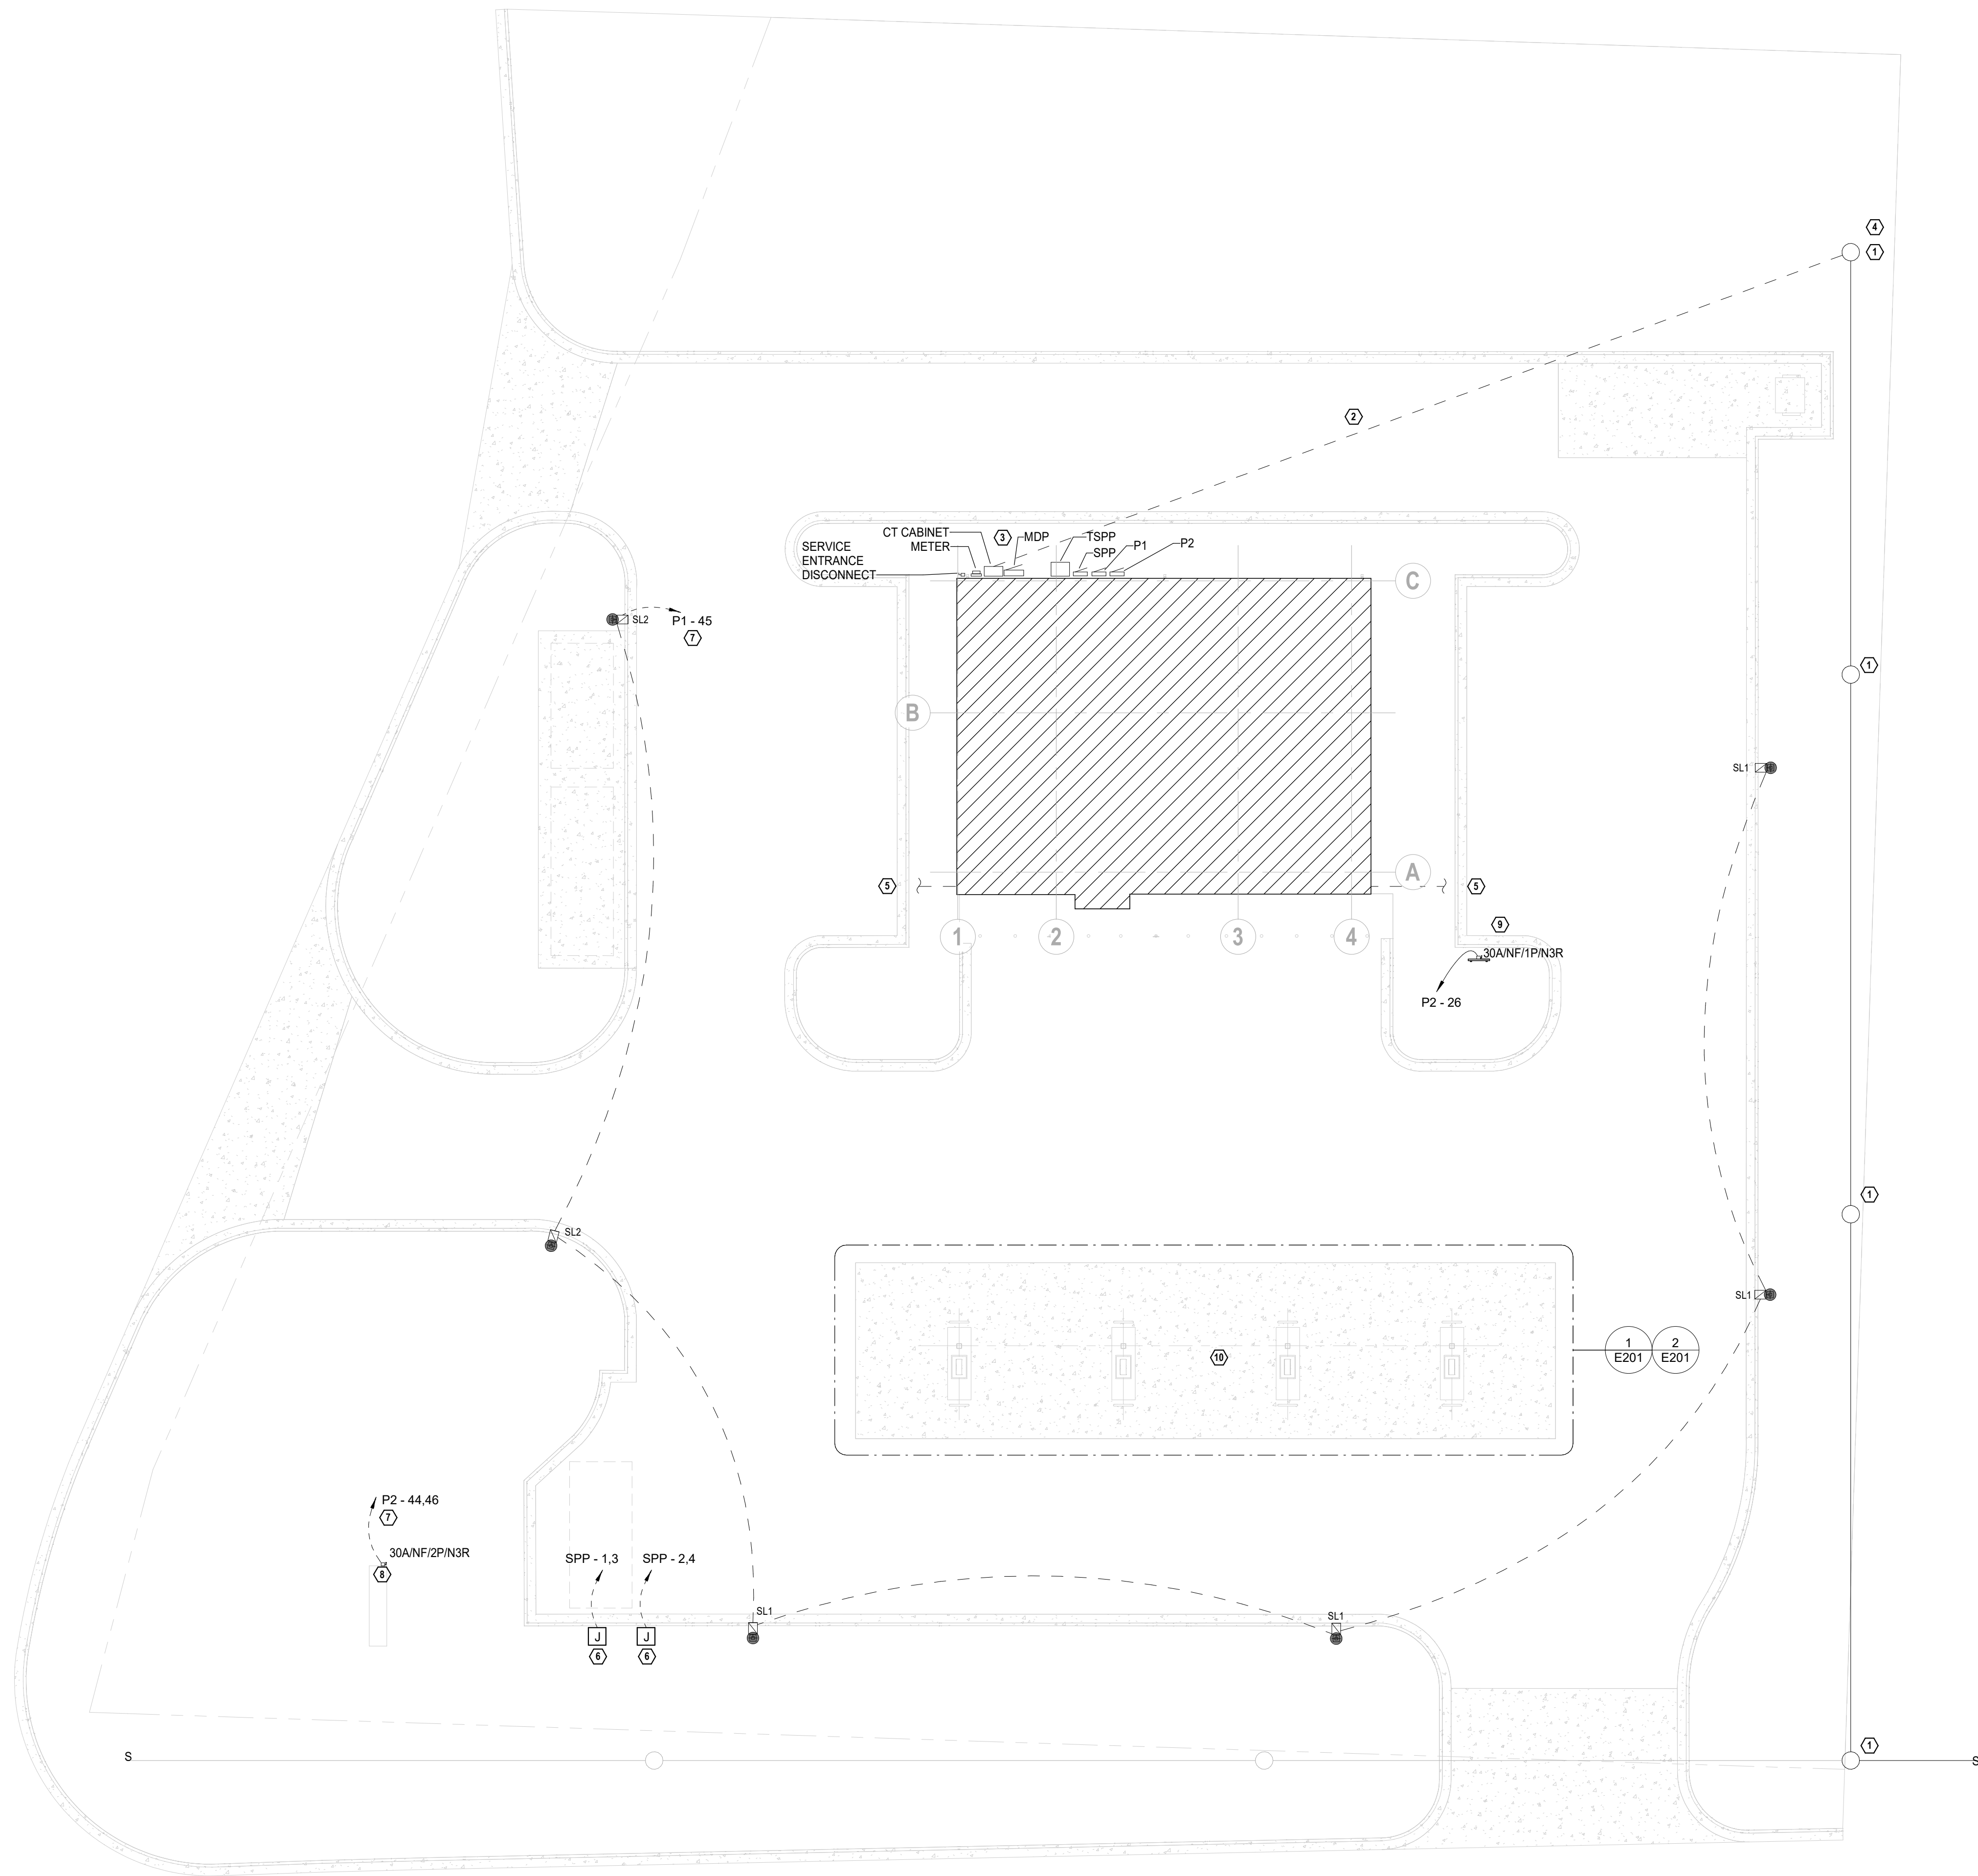 4
1
2
CT CABINET
3
MDP
TSPP
METER
SPP
P1
P2
SERVICE
ENTRANCE
DISCONNECT
C
SL2
P1 - 45
7
1
B
SL1
A
5
5
1
2
3
4
9
30A/NF/1P/N3R
P2 - 26
1
SL2
SL1
10
1
E201
2
E201
P2 - 44,46
7
30A/NF/2P/N3R
8
SPP - 1,3
SPP - 2,4
SL1
SL1
J
J
6
6
1
S
S